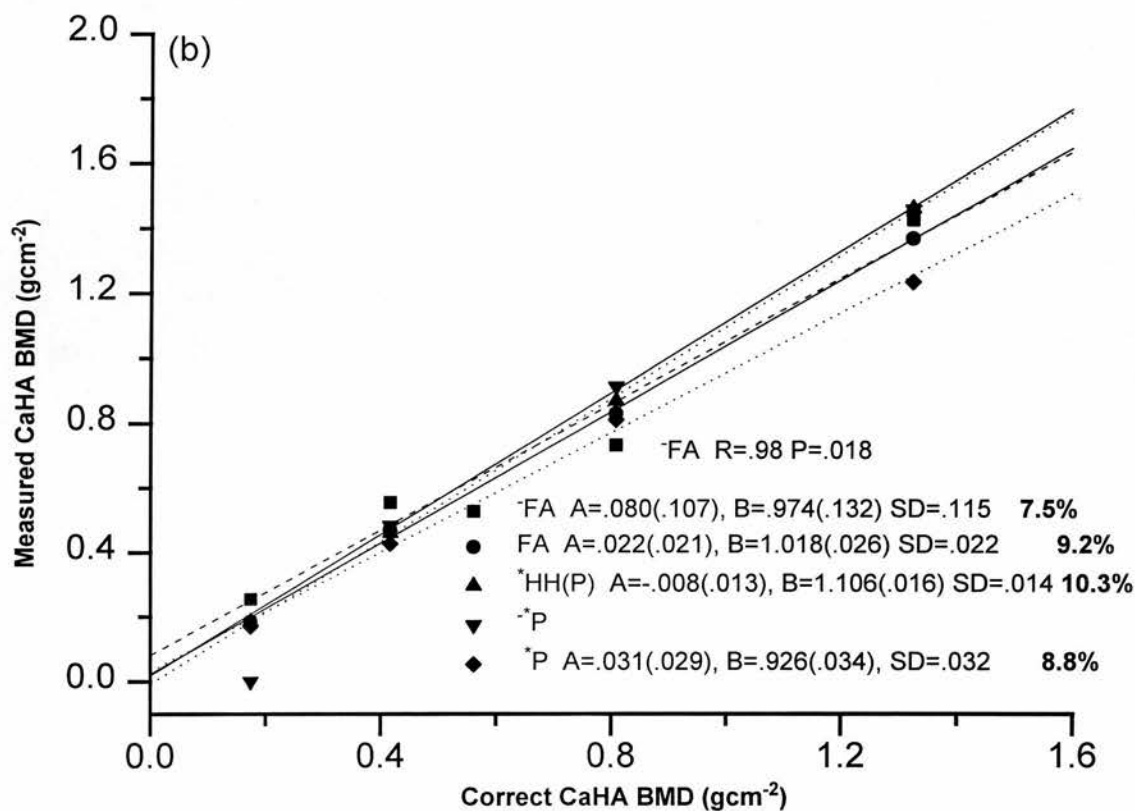 (b)
2.0
1.6
1.2
0.8
0.4
0.0
Measured CaHA BMD (gcm⁻²)
⁻FA R=.98 P=.018
⁻FA A=.080(.107), B=.974(.132) SD=.115 7.5%
FA A=.022(.021), B=1.018(.026) SD=.022 9.2%
*HH(P) A=-.008(.013), B=1.106(.016) SD=.014 10.3%
⁻*P
*P A=.031(.029), B=.926(.034), SD=.032 8.8%
0.0 0.4 0.8 1.2 1.6
Correct CaHA BMD (gcm⁻²)